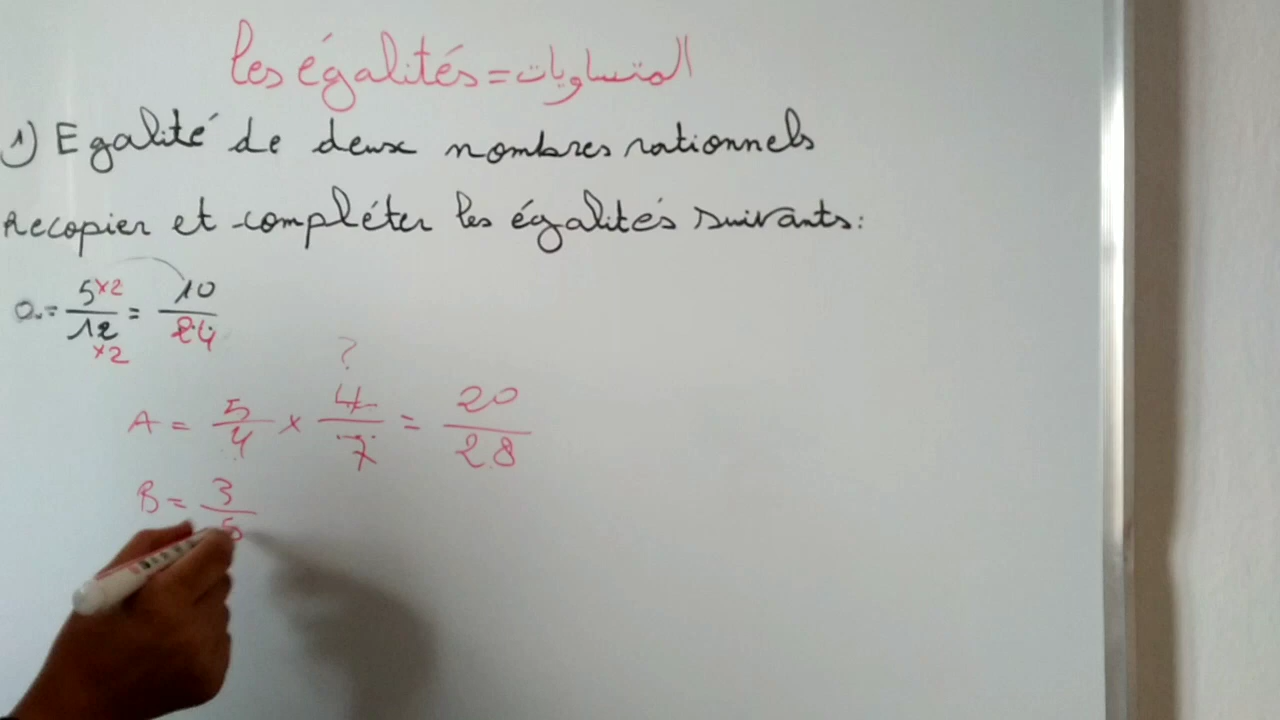 les égalités = المتساويات
1) Egalité de deux nombres rationnels
Recopier et compléter les égalités suivants:
a = 5×2/12×2 = 10/24
?
A = 5/4 × 4/7 = 20/28
B = 3/5